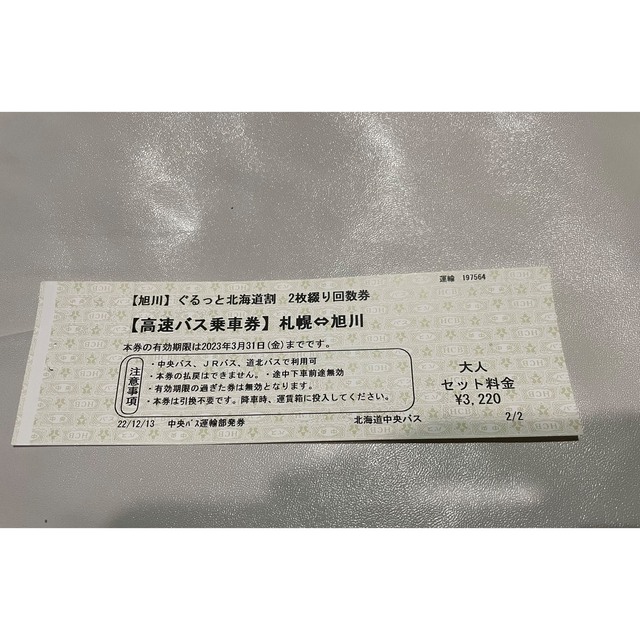 運輸 197564
【旭川】ぐるっと北海道割 2枚綴り回数券
【高速バス乗車券】札幌⇔旭川
本券の有効期限は2023年3月31日(金)までです。
注意事項
・中央バス、JRバス、道北バスで利用可
・本券の払戻はできません。・途中下車前途無効
・有効期限の過ぎた券は無効となります。
・本券は引換不要です。降車時、運賃箱に投入してください。
大人
セット料金
¥3,220
22/12/13 中央バス運輸部発券 北海道中央バス 2/2